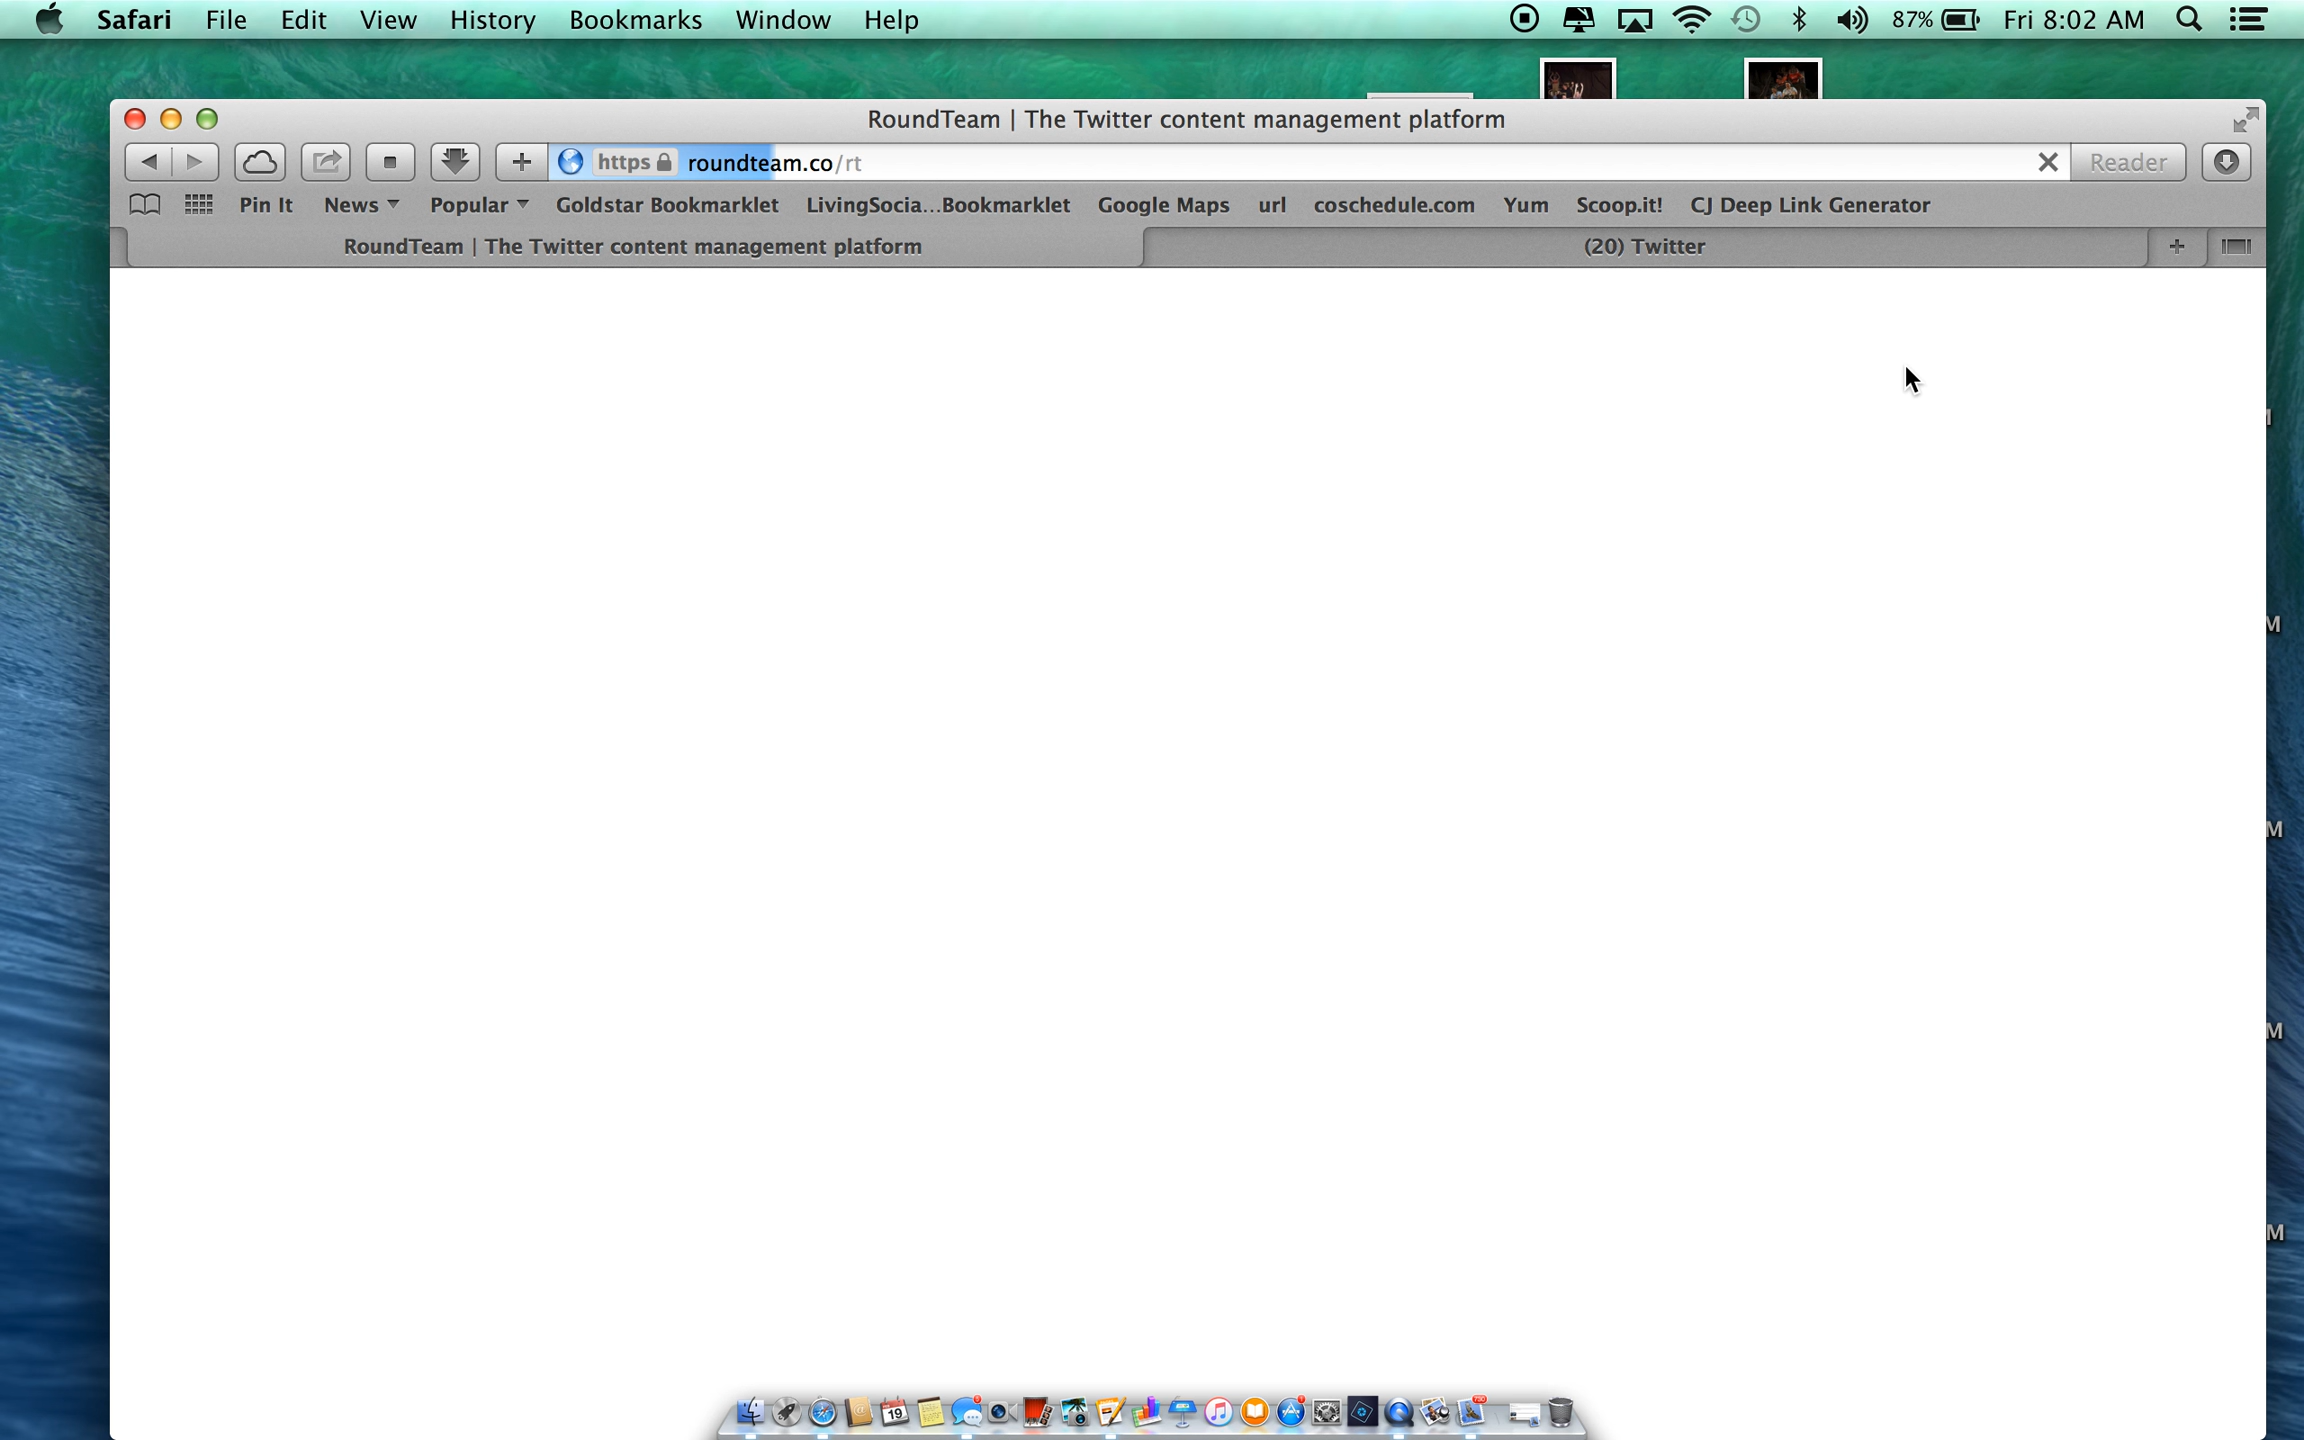 Safari File Edit View History Bookmarks Window Help 87% Fri 8:02 AM
RoundTeam | The Twitter content management platform
https roundteam.co/rt Reader
Pin It News Popular Goldstar Bookmarklet LivingSocia...Bookmarklet Google Maps url coschedule.com Yum Scoop.it! CJ Deep Link Generator
RoundTeam | The Twitter content management platform (20) Twitter
M
M
M
M
19